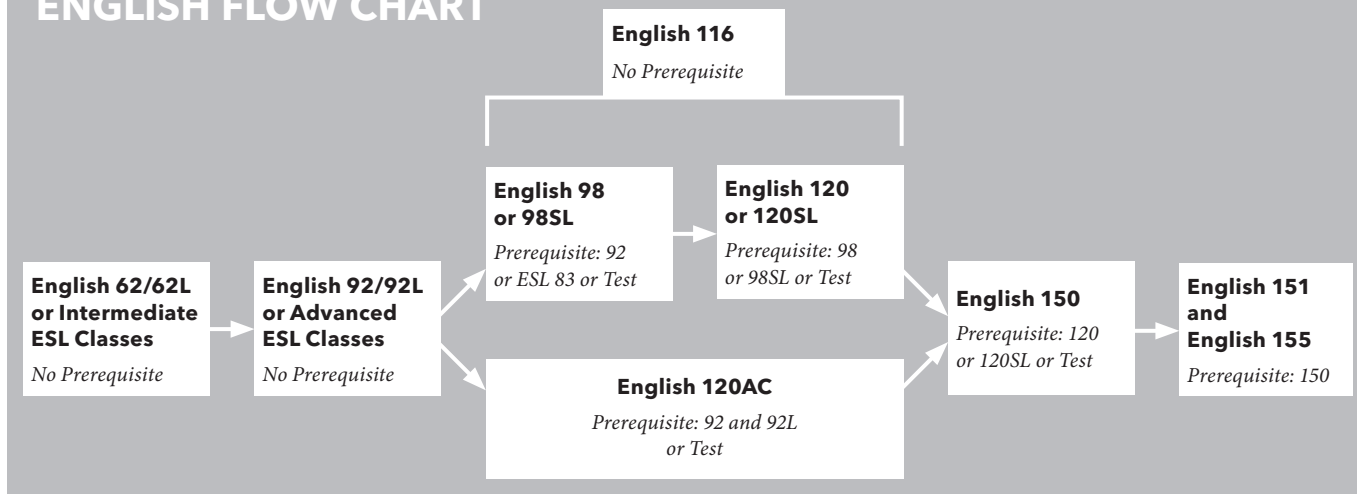 ENGLISH FLOW CHART
English 116
No Prerequisite
English 62/62L
or Intermediate
ESL Classes
No Prerequisite
English 92/92L
or Advanced
ESL Classes
No Prerequisite
English 98
or 98SL
Prerequisite: 92
or ESL 83 or Test
English 120
or 120SL
Prerequisite: 98
or 98SL or Test
English 120AC
Prerequisite: 92 and 92L
or Test
English 150
Prerequisite: 120
or 120SL or Test
English 151
and
English 155
Prerequisite: 150